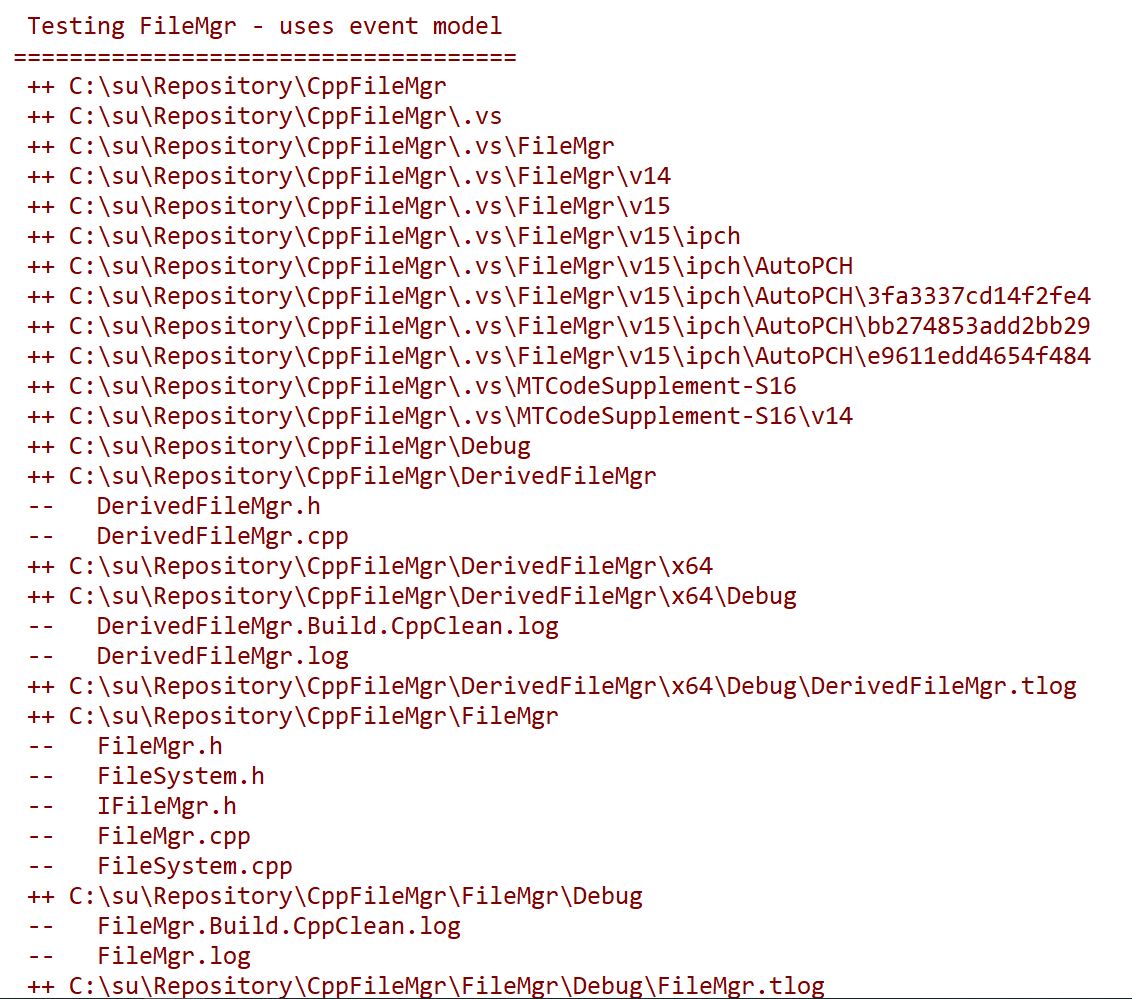 Testing FileMgr - uses event model
====================================
++ C:\su\Repository\CppFileMgr
++ C:\su\Repository\CppFileMgr\.vs
++ C:\su\Repository\CppFileMgr\.vs\FileMgr
++ C:\su\Repository\CppFileMgr\.vs\FileMgr\v14
++ C:\su\Repository\CppFileMgr\.vs\FileMgr\v15
++ C:\su\Repository\CppFileMgr\.vs\FileMgr\v15\ipch
++ C:\su\Repository\CppFileMgr\.vs\FileMgr\v15\ipch\AutoPCH
++ C:\su\Repository\CppFileMgr\.vs\FileMgr\v15\ipch\AutoPCH\3fa3337cd14f2fe4
++ C:\su\Repository\CppFileMgr\.vs\FileMgr\v15\ipch\AutoPCH\bb274853add2bb29
++ C:\su\Repository\CppFileMgr\.vs\FileMgr\v15\ipch\AutoPCH\e9611edd4654f484
++ C:\su\Repository\CppFileMgr\.vs\MTCodeSupplement-S16
++ C:\su\Repository\CppFileMgr\.vs\MTCodeSupplement-S16\v14
++ C:\su\Repository\CppFileMgr\Debug
++ C:\su\Repository\CppFileMgr\DerivedFileMgr
--   DerivedFileMgr.h
--   DerivedFileMgr.cpp
++ C:\su\Repository\CppFileMgr\DerivedFileMgr\x64
++ C:\su\Repository\CppFileMgr\DerivedFileMgr\x64\Debug
--   DerivedFileMgr.Build.CppClean.log
--   DerivedFileMgr.log
++ C:\su\Repository\CppFileMgr\DerivedFileMgr\x64\Debug\DerivedFileMgr.tlog
++ C:\su\Repository\CppFileMgr\FileMgr
--   FileMgr.h
--   FileSystem.h
--   IFileMgr.h
--   FileMgr.cpp
--   FileSystem.cpp
++ C:\su\Repository\CppFileMgr\FileMgr\Debug
--   FileMgr.Build.CppClean.log
--   FileMgr.log
++ C:\su\Repository\CppFileMgr\FileMgr\Debug\FileMgr.tlog